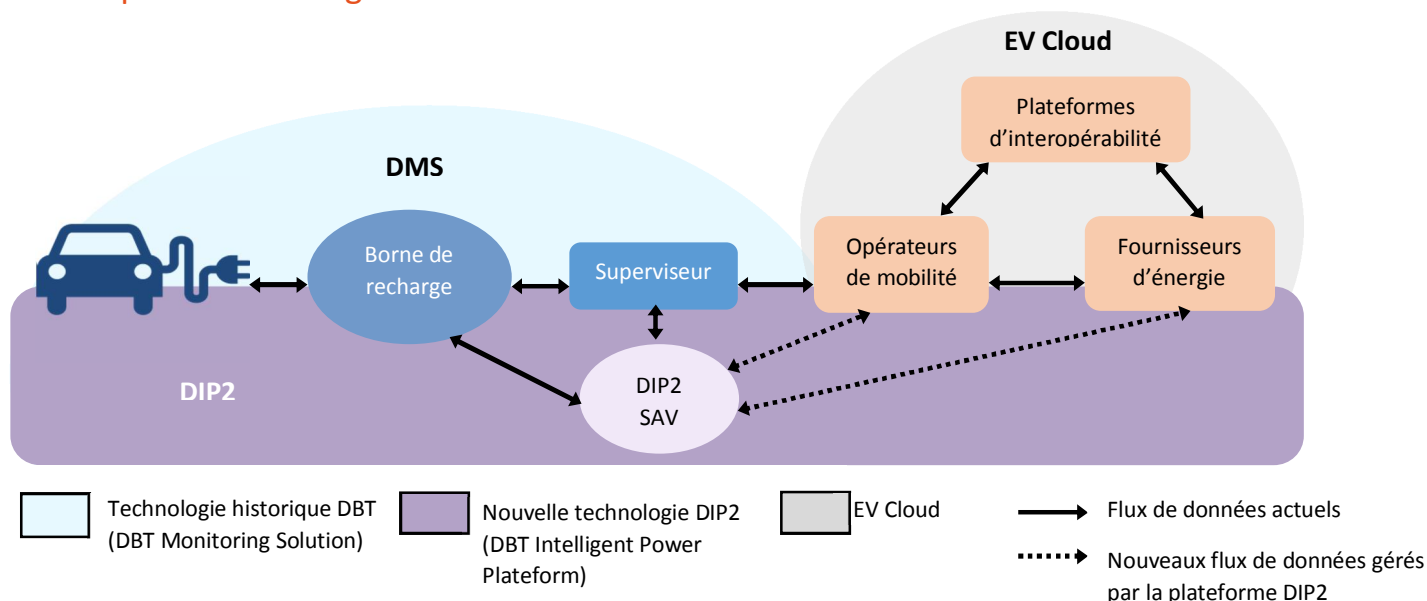 EV Cloud
Plateformes
d'interopérabilité
DMS
Borne de
recharge
Superviseur
Opérateurs
de mobilité
Fournisseurs
d'énergie
DIP2
DIP2
SAV
Technologie historique DBT
(DBT Monitoring Solution)
Nouvelle technologie DIP2
(DBT Intelligent Power
Plateform)
EV Cloud
Flux de données actuels
Nouveaux flux de données gérés
par la plateforme DIP2